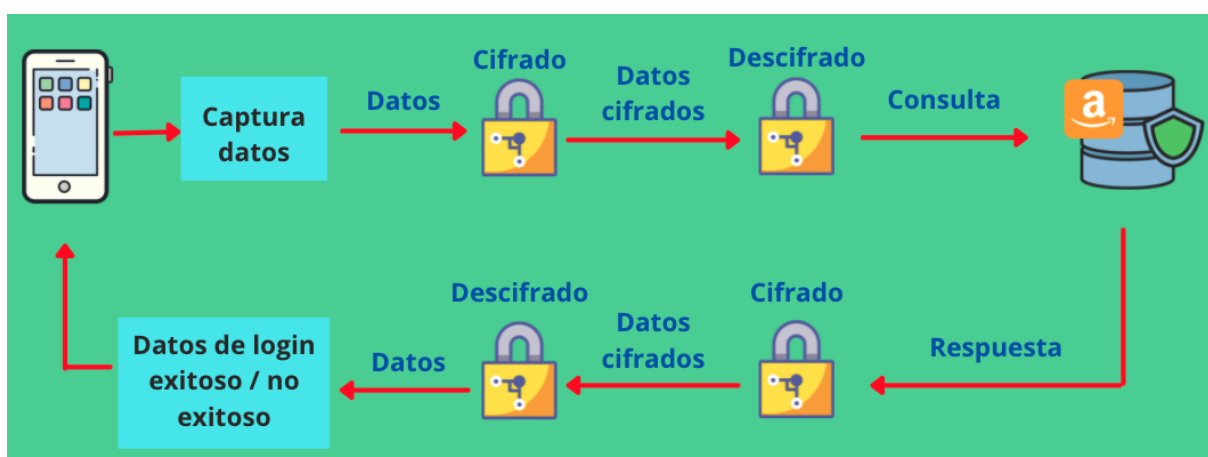 Captura
datos
Datos
Cifrado
Datos
cifrados
Descifrado
Consulta
a
Respuesta
Cifrado
Datos
cifrados
Descifrado
Datos
Datos de login
exitoso / no
exitoso